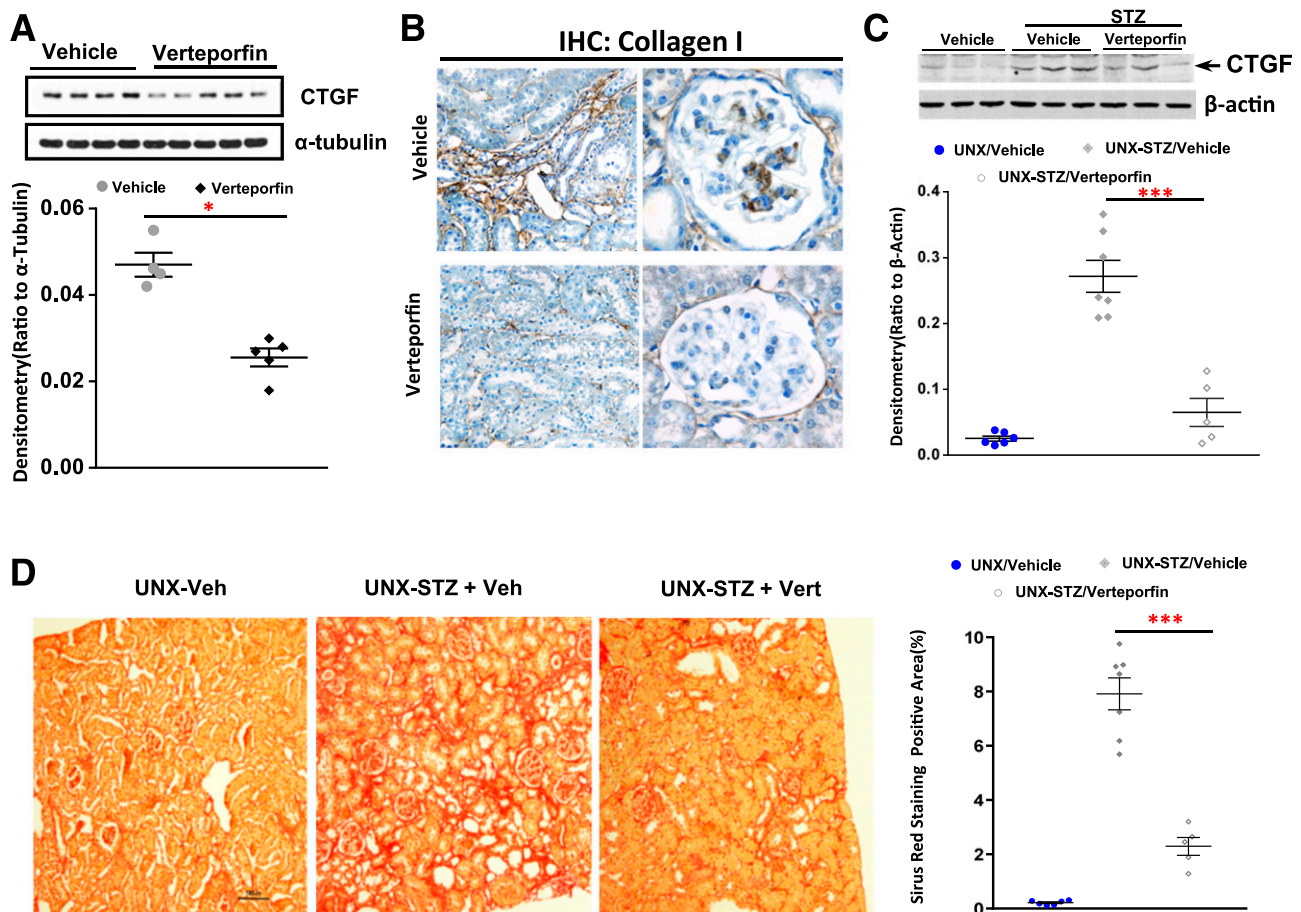 A
Vehicle Verteporfin
CTGF
α-tubulin
Vehicle Verteporfin
*
0.06
0.04
0.02
0.00
Densitometry(Ratio to α-Tubulin)
B
IHC: Collagen I
Vehicle
Verteporfin
C
STZ
Vehicle Vehicle Verteporfin
CTGF
β-actin
UNX/Vehicle UNX-STZ/Vehicle
UNX-STZ/Verteporfin
***
0.4
0.3
0.2
0.1
0.0
Densitometry(Ratio to β-Actin)
D
UNX-Veh UNX-STZ + Veh UNX-STZ + Vert
UNX/Vehicle UNX-STZ/Vehicle
UNX-STZ/Verteporfin
***
10
8
6
4
2
0
Sirus Red Staining Positive Area(%)